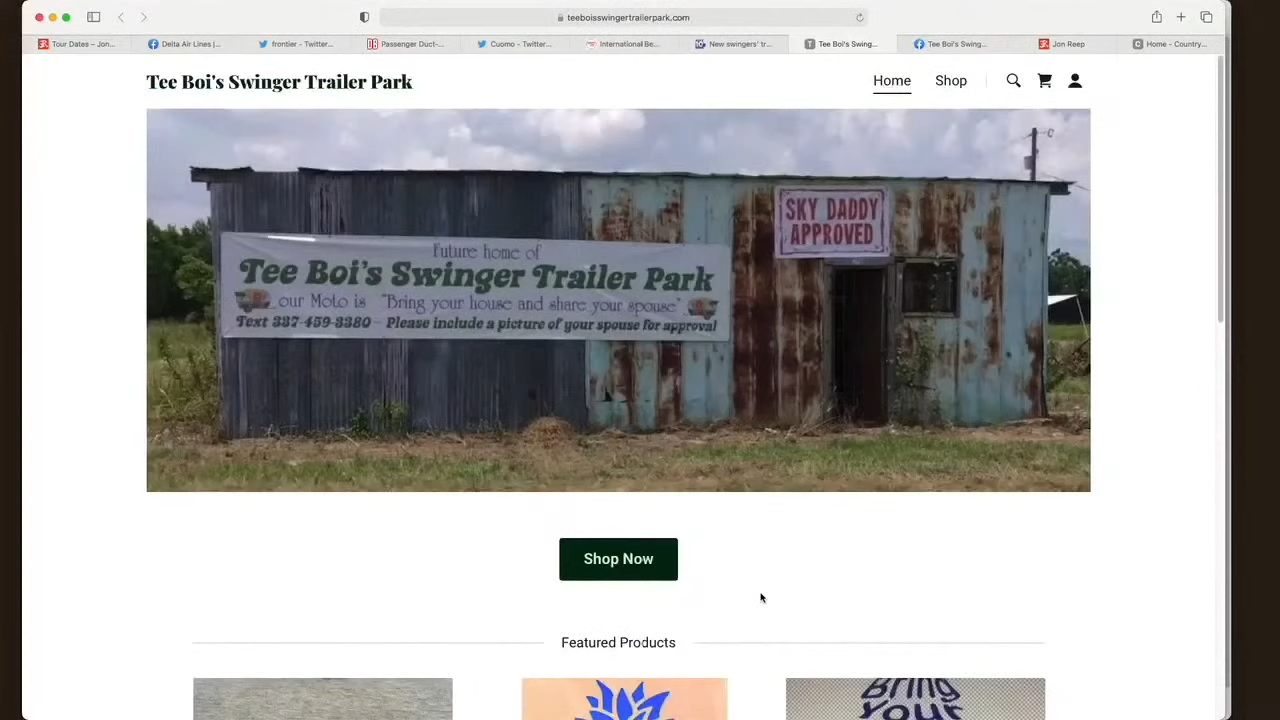 teeboisswingertrailerpark.com
Tour Dates – Jon...
Delta Air Lines |...
frontier - Twitter...
Passenger Duct-...
Cuomo - Twitter...
International Be...
New swingers' tr...
Tee Boi's Swing...
Tee Boi's Swing...
Jon Reep
Home - Country...
Tee Boi's Swinger Trailer Park
Home
Shop
Future home of
Tee Boi's Swinger Trailer Park
our Moto is "Bring your house and share your spouse"
Text 337-459-3380 - Please include a picture of your spouse for approval
SKY DADDY
APPROVED
Shop Now
Featured Products
Bring
YOUR